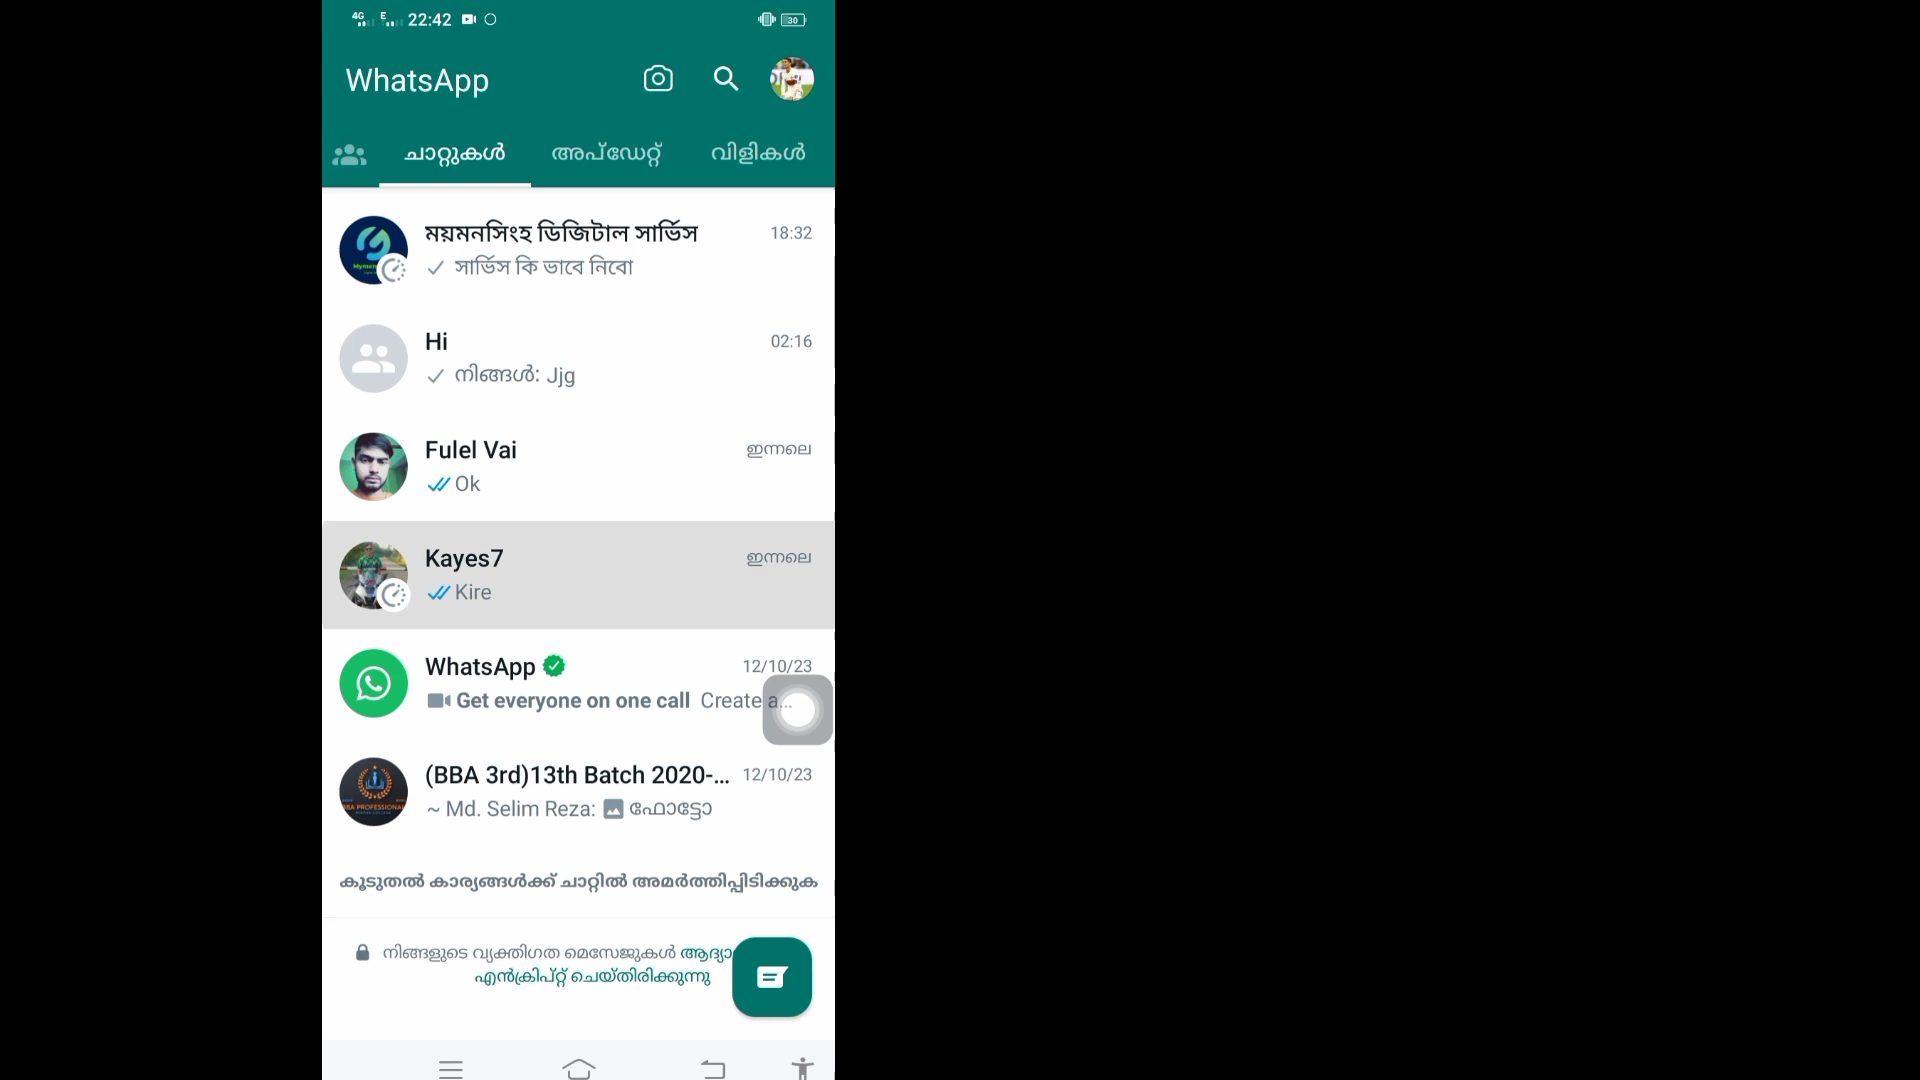 4G E 22:42 30
WhatsApp
ചാറ്റുകൾ അപ്ഡേറ്റ് വിളികൾ
ময়মনসিংহ ডিজিটাল সার্ভিস 18:32
সার্ভিস কি ভাবে নিবো
Hi 02:16
നിങ്ങൾ: Jjg
Fulel Vai ഇന്നലെ
Ok
Kayes7 ഇന്നലെ
Kire
WhatsApp 12/10/23
Get everyone on one call Create a...
(BBA 3rd)13th Batch 2020-... 12/10/23
~ Md. Selim Reza: ഫോട്ടോ
കൂടുതൽ കാര്യങ്ങൾക്ക് ചാറ്റിൽ അമർത്തിപ്പിടിക്കുക
നിങ്ങളുടെ വ്യക്തിഗത മെസേജുകൾ
എൻക്രിപ്റ്റ് ചെയ്തിരിക്കുന്നു